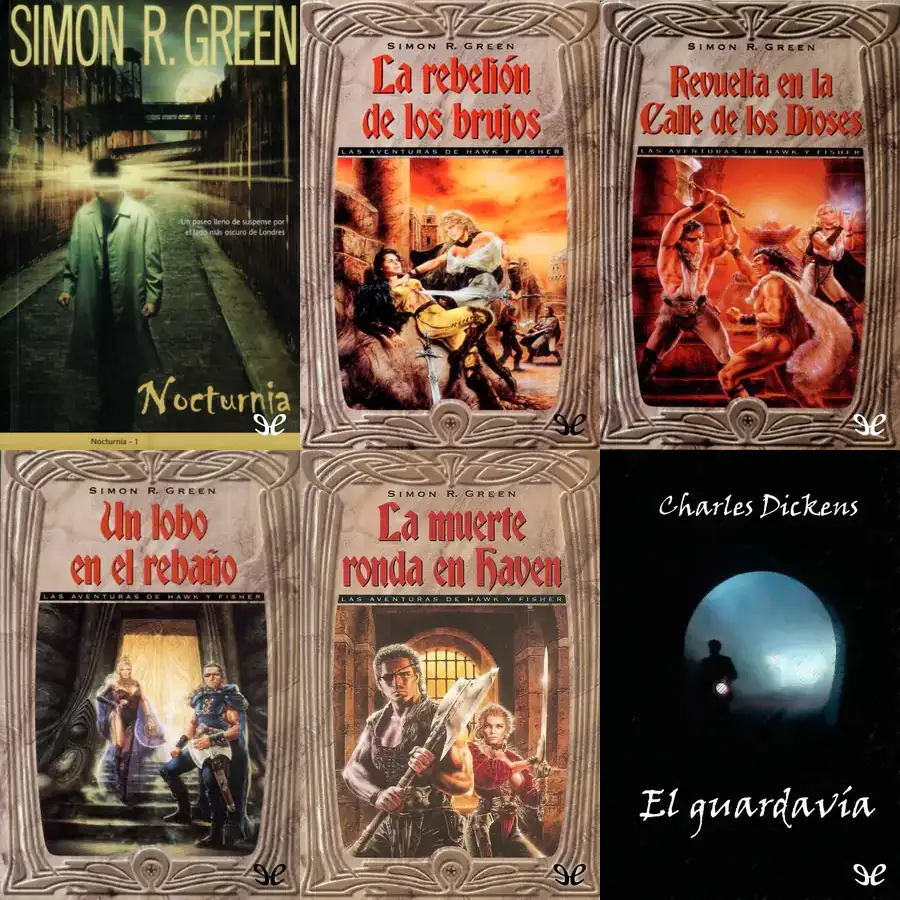 SIMON R. GREEN
Un paseo lleno de suspense por
el lado más oscuro de Londres
Nocturnia
Nocturnia - 1
SIMON R. GREEN
La rebelión
de los brujos
LAS AVENTURAS DE HAWK Y FISHER
SIMON R. GREEN
Revuelta en la
Calle de los Dioses
LAS AVENTURAS DE HAWK Y FISHER
SIMON R. GREEN
Un lobo
en el rebaño
LAS AVENTURAS DE HAWK Y FISHER
SIMON R. GREEN
La muerte
ronda en Haven
LAS AVENTURAS DE HAWK Y FISHER
Charles Dickens
El guardavía